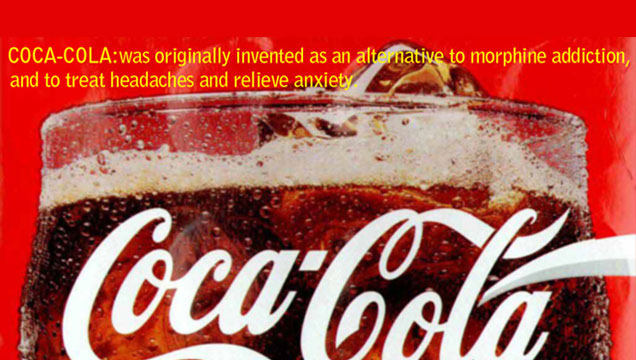 COCA-COLA: was originally invented as an alternative to morphine addiction,
and to treat headaches and relieve anxiety.
Coca-Cola